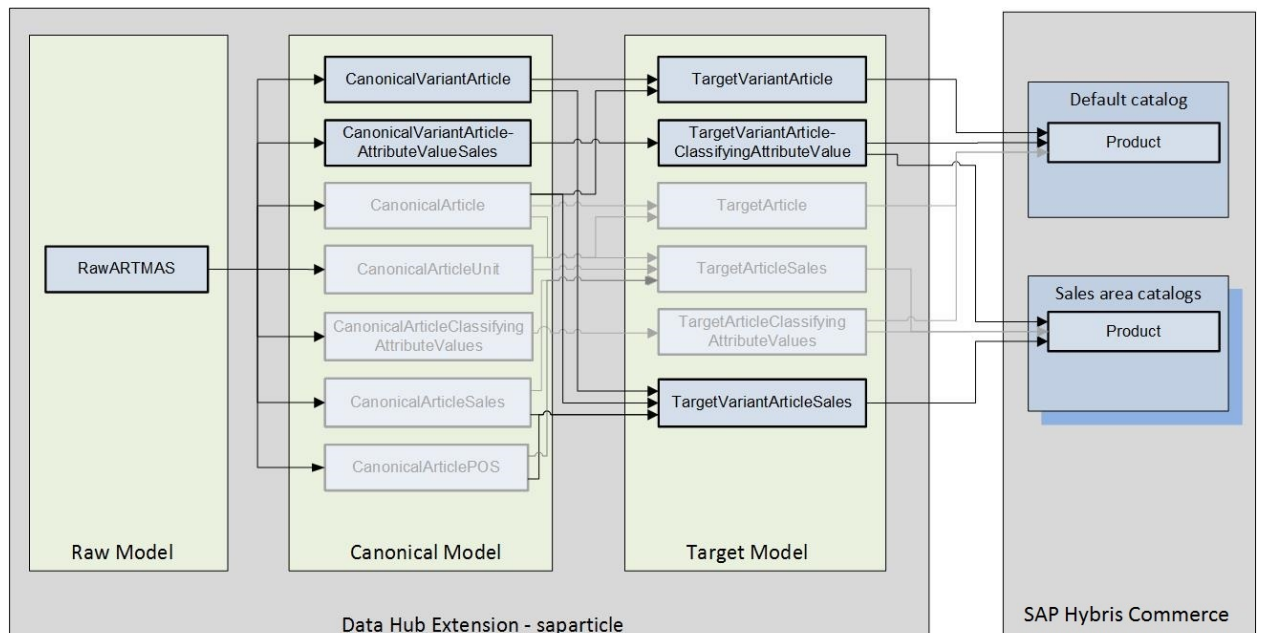 RawARTMAS
Raw Model
CanonicalVariantArticle
CanonicalVariantArticle-
AttributeValueSales
CanonicalArticle
CanonicalArticleUnit
CanonicalArticleClassifying
AttributeValues
CanonicalArticleSales
CanonicalArticlePOS
Canonical Model
TargetVariantArticle
TargetVariantArticle-
ClassifyingAttributeValue
TargetArticle
TargetArticleSales
TargetArticleClassifying
AttributeValues
TargetVariantArticleSales
Target Model
Data Hub Extension - saparticle
Default catalog
Product
Sales area catalogs
Product
SAP Hybris Commerce